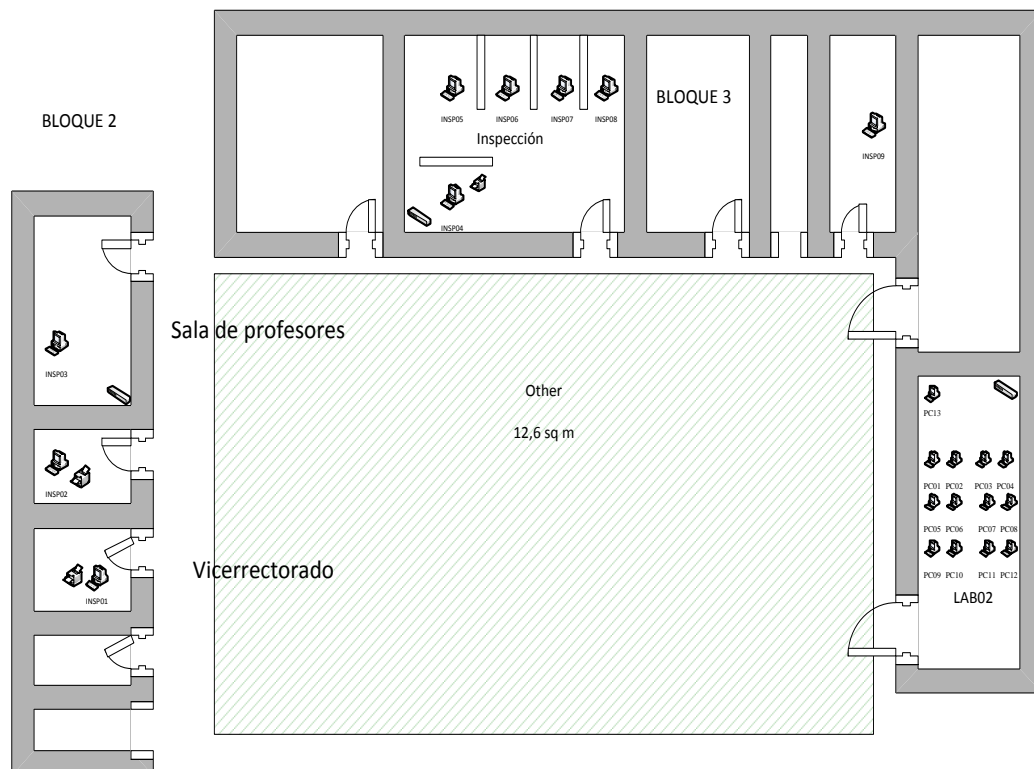 BLOQUE 2
BLOQUE 3
INSP05
INSP06
INSP07
INSP08
Inspección
INSP04
INSP09
Sala de profesores
INSP03
Other
12,6 sq m
INSP02
Vicerrectorado
INSP01
PC13
PC01 PC02 PC03 PC04
PC05 PC06 PC07 PC08
PC09 PC10 PC11 PC12
LAB02